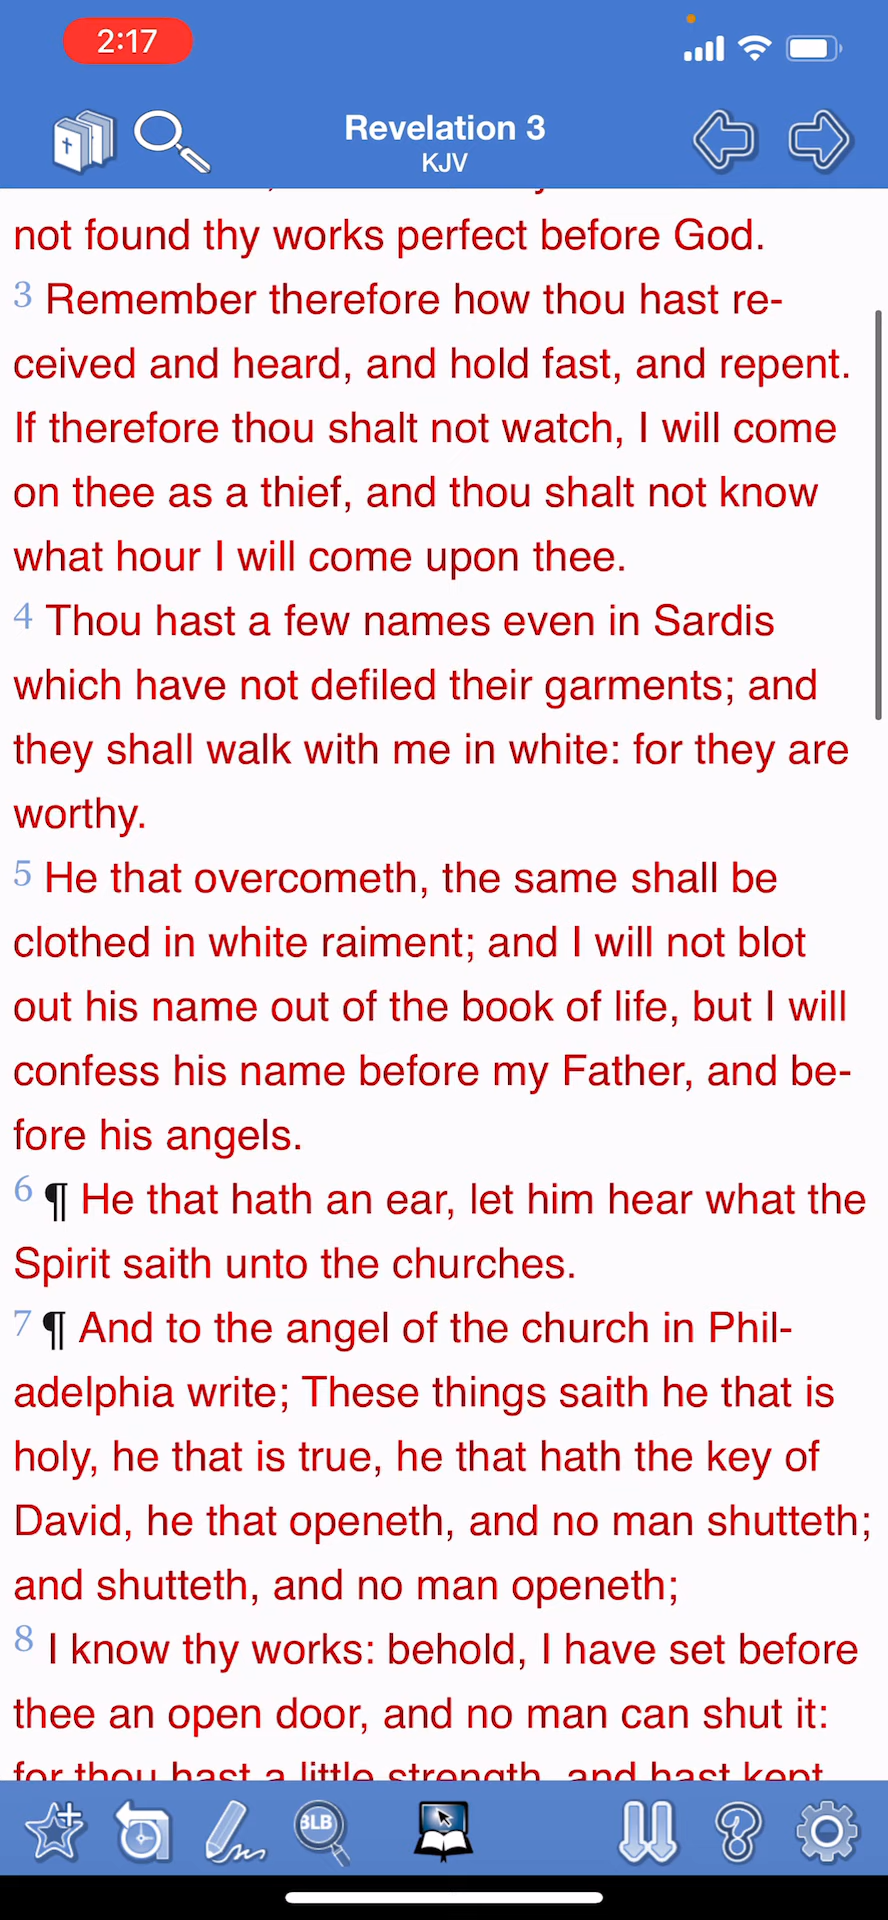 2:17
Revelation 3
KJV
not found thy works perfect before God.
3 Remember therefore how thou hast re-
ceived and heard, and hold fast, and repent.
If therefore thou shalt not watch, I will come
on thee as a thief, and thou shalt not know
what hour I will come upon thee.
4 Thou hast a few names even in Sardis
which have not defiled their garments; and
they shall walk with me in white: for they are
worthy.
5 He that overcometh, the same shall be
clothed in white raiment; and I will not blot
out his name out of the book of life, but I will
confess his name before my Father, and be-
fore his angels.
6 ¶ He that hath an ear, let him hear what the
Spirit saith unto the churches.
7 ¶ And to the angel of the church in Phil-
adelphia write; These things saith he that is
holy, he that is true, he that hath the key of
David, he that openeth, and no man shutteth;
and shutteth, and no man openeth;
8 I know thy works: behold, I have set before
thee an open door, and no man can shut it:
for thou hast a little strength, and hast kept
BLB